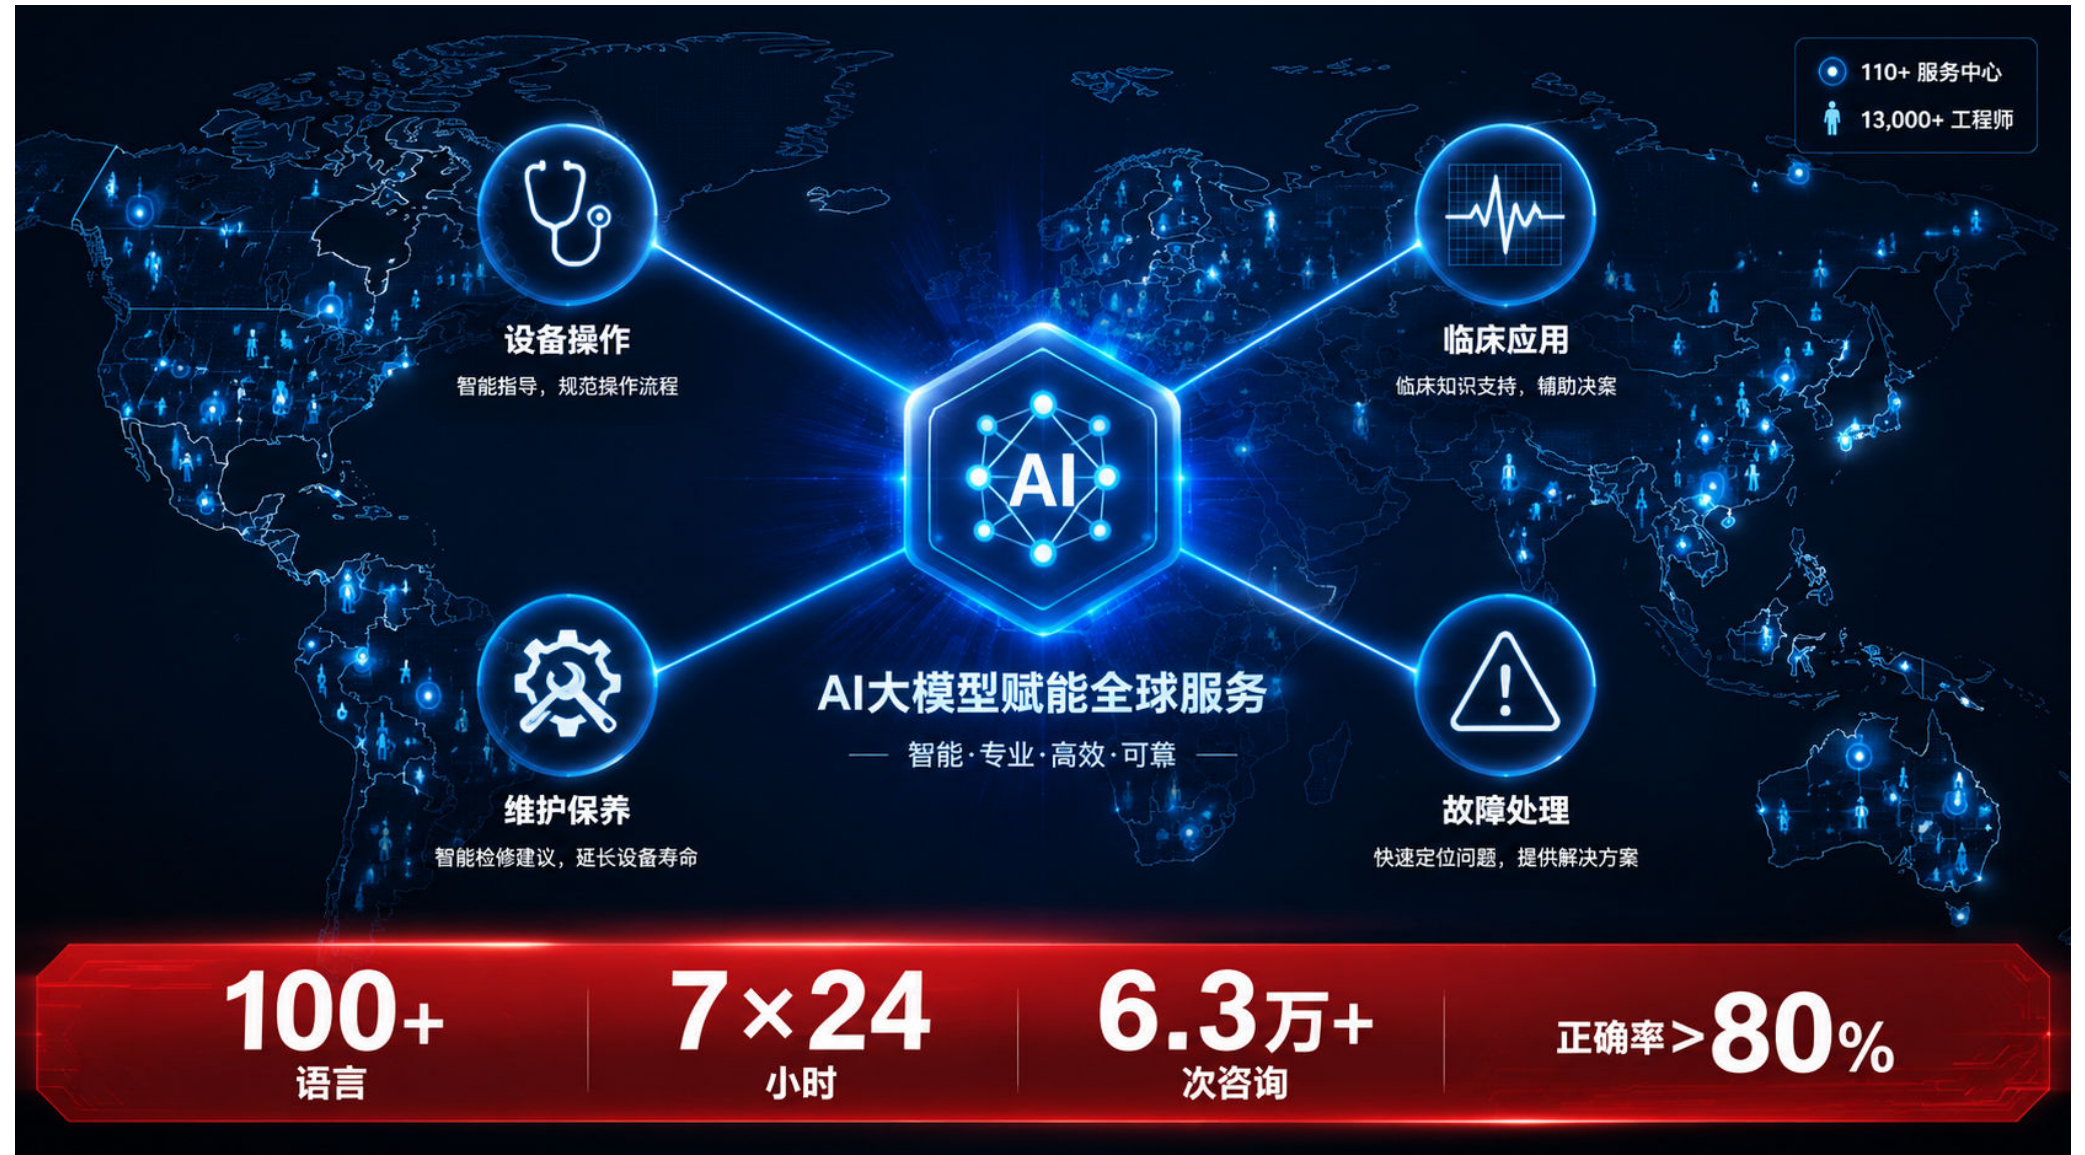 110+ 服务中心
13,000+ 工程师
设备操作
智能指导，规范操作流程
临床应用
临床知识支持，辅助决案
AI
AI大模型赋能全球服务
智能·专业·高效·可章
维护保养
智能检修建议，延长设备寿命
故障处理
快速定位问题，提供解决方案
100+
语言
7×24
小时
6.3万+
次咨询
正确率>80%